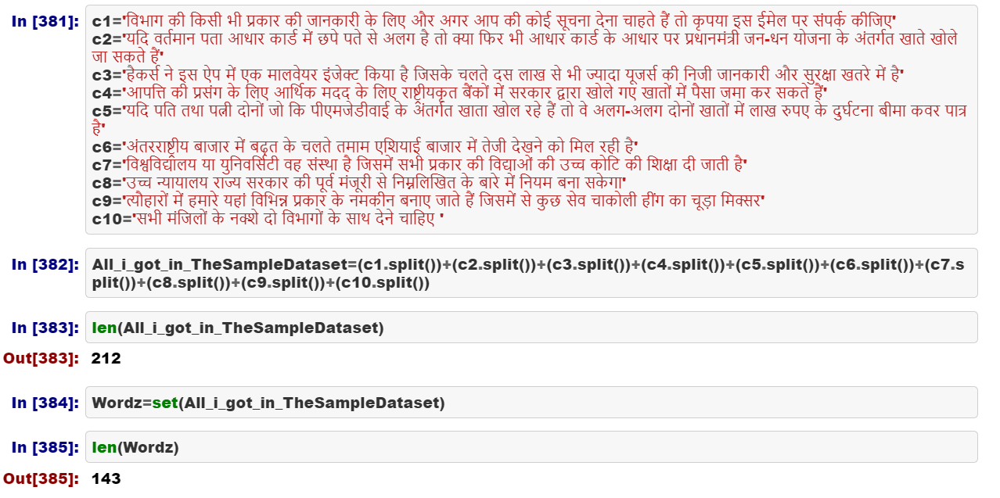 In [381]: c1='विभाग की किसी भी प्रकार की जानकारी के लिए और अगर आप की कोई सूचना देना चाहते हैं तो कृपया इस ईमेल पर संपर्क कीजिए'
c2='यदि वर्तमान पता आधार कार्ड में छपे पते से अलग है तो क्या फिर भी आधार कार्ड के आधार पर प्रधानमंत्री जन-धन योजना के अंतर्गत खाते खोले
जा सकते हैं'
c3='हैकर्स ने इस ऐप में एक मालवेयर इंजेक्ट किया है जिसके चलते दस लाख से भी ज्यादा यूजर्स की निजी जानकारी और सुरक्षा खतरे में है'
c4='आपत्ति की प्रसंग के लिए आर्थिक मदद के लिए राष्ट्रीयकृत बैंकों में सरकार द्वारा खोले गए खातों में पैसा जमा कर सकते हैं'
c5='यदि पति तथा पत्नी दोनों जो कि पीएमजेडीवाई के अंतर्गत खाता खोल रहे हैं तो वे अलग-अलग दोनों खातों में लाख रुपए के दुर्घटना बीमा कवर पात्र
है'
c6='अंतरराष्ट्रीय बाजार में बढ़त के चलते तमाम एशियाई बाजार में तेजी देखने को मिल रही है'
c7='विश्वविद्यालय या युनिवर्सिटी वह संस्था है जिसमें सभी प्रकार की विद्याओं की उच्च कोटि की शिक्षा दी जाती है'
c8='उच्च न्यायालय राज्य सरकार की पूर्व मंजूरी से निम्नलिखित के बारे में नियम बना सकेगा'
c9='त्यौहारों में हमारे यहां विभिन्न प्रकार के नमकीन बनाए जाते हैं जिसमें से कुछ सेव चाकोली हींग का चूड़ा मिक्सर'
c10='सभी मंजिलों के नक्शे दो विभागों के साथ देने चाहिए '
In [382]: All_i_got_in_TheSampleDataset=(c1.split())+(c2.split())+(c3.split())+(c4.split())+(c5.split())+(c6.split())+(c7.s
plit())+(c8.split())+(c9.split())+(c10.split())
In [383]: len(All_i_got_in_TheSampleDataset)
Out[383]: 212
In [384]: Wordz=set(All_i_got_in_TheSampleDataset)
In [385]: len(Wordz)
Out[385]: 143